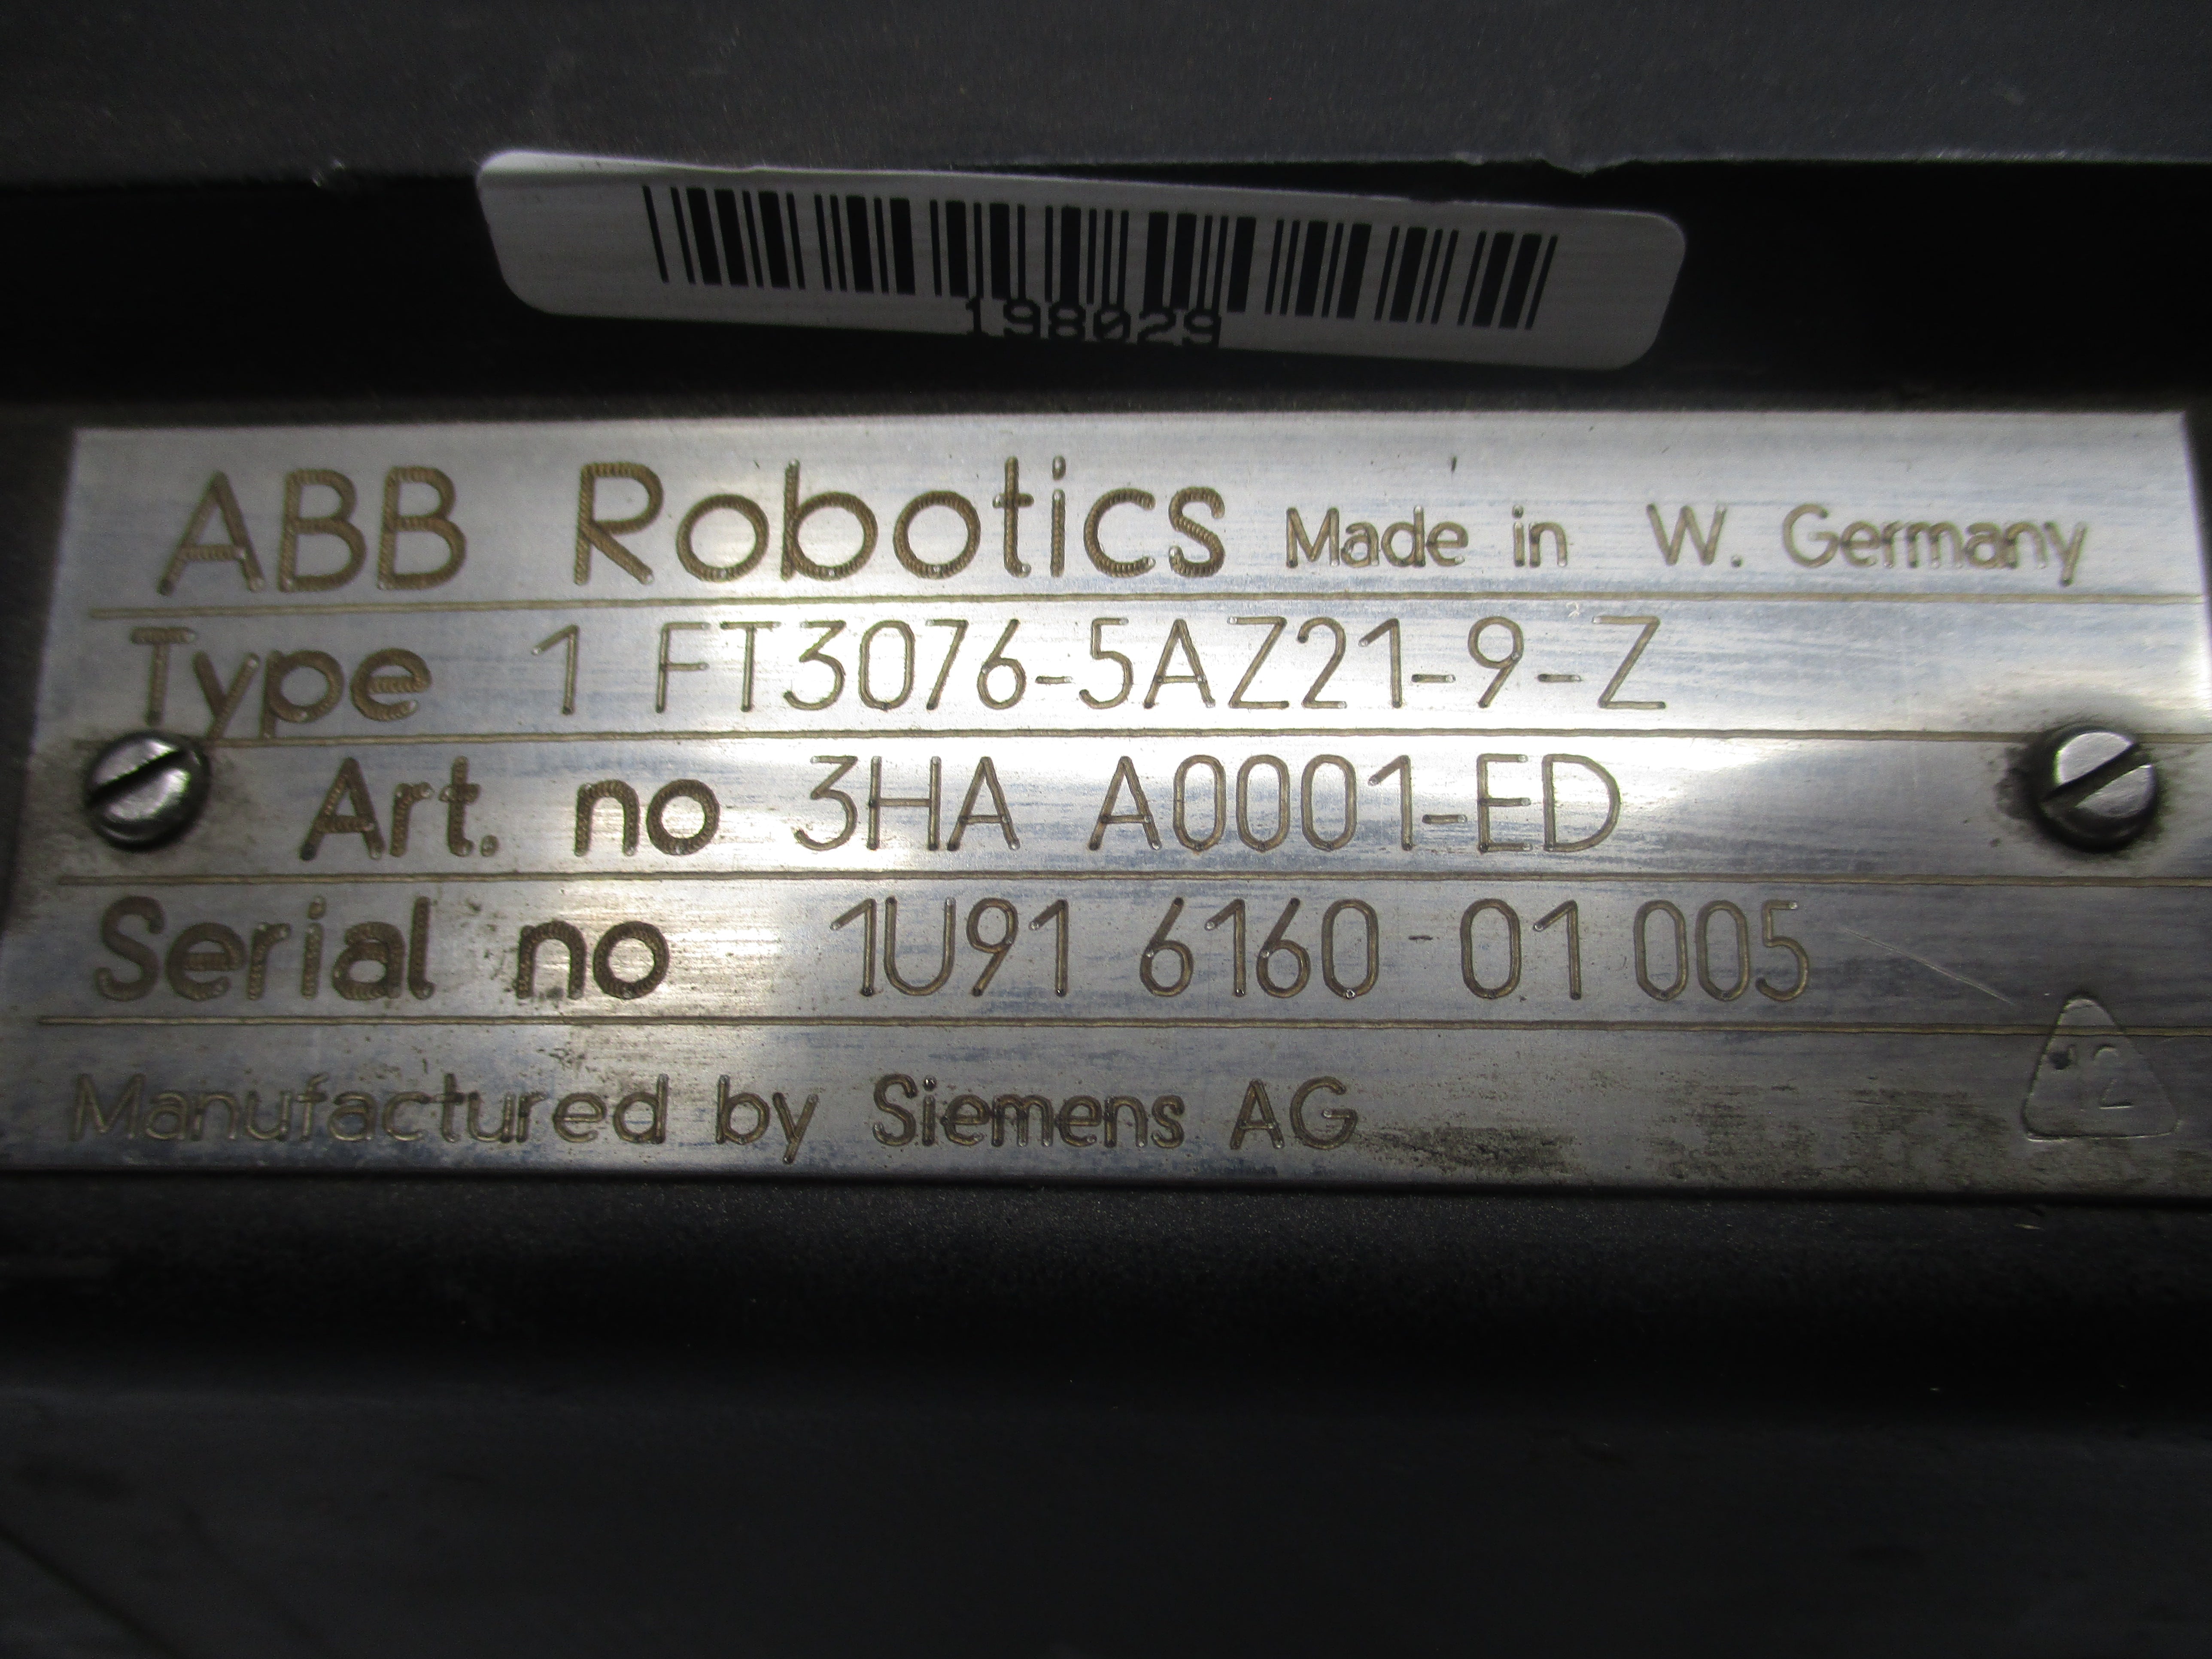 198029
ABB Robotics Made in W. Germany
Type 1 FT3076-5AZ21-9-Z
Art. no 3HA A0001-ED
Serial no 1U91 6160-01 005
Manufactured by Siemens AG